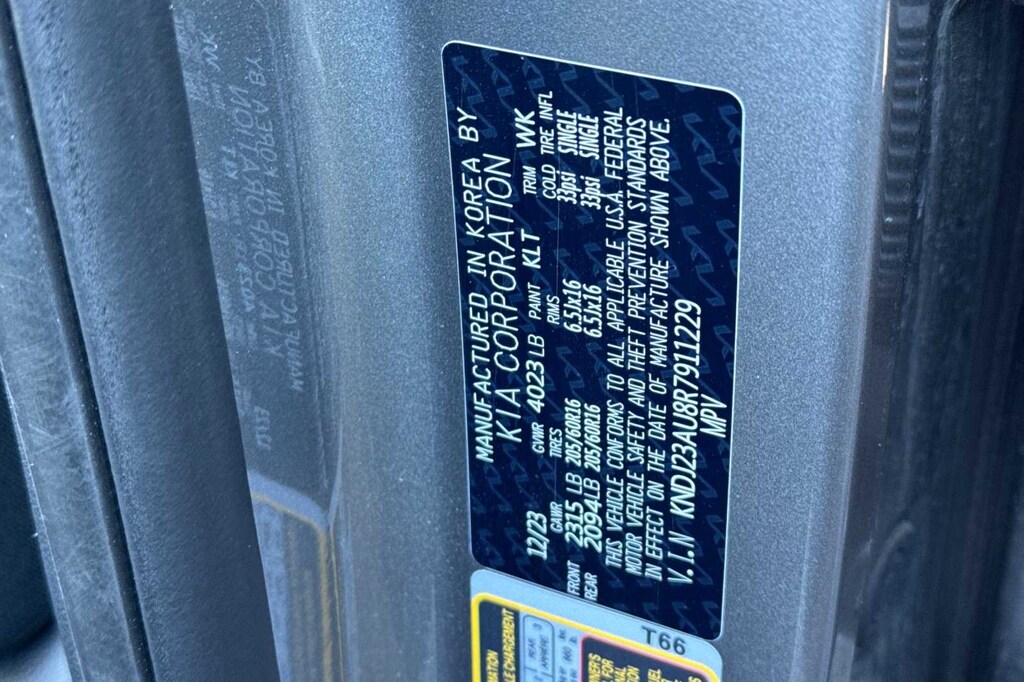 MANUFACTURED IN KOREA BY
KIA CORPORATION
12/23 GVWR 4023 LB PAINT KLT TRIM WK
GAWR TIRES RIMS COLD TIRE INFL
FRONT 2315 LB 205/60R16 6.5Jx16 33psi SINGLE
REAR 2094LB 205/60R16 6.5Jx16 33psi SINGLE
THIS VEHICLE CONFORMS TO ALL APPLICABLE U.S.A. FEDERAL
MOTOR VEHICLE SAFETY AND THEFT PREVENTION STANDARDS
IN EFFECT ON THE DATE OF MANUFACTURE SHOWN ABOVE.
V.I.N KNDJ23AU8R7911229
MPV
T66
REAR 3